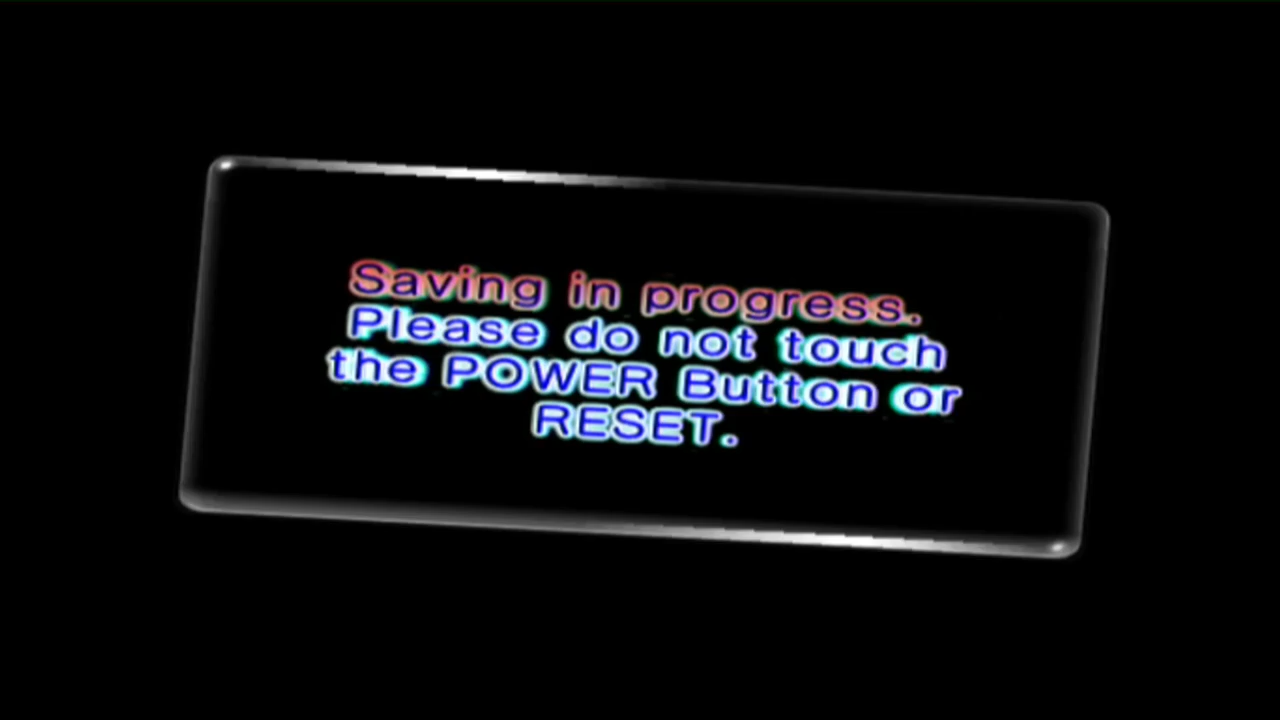 Saving in progress.
Please do not touch
the POWER Button or
RESET.